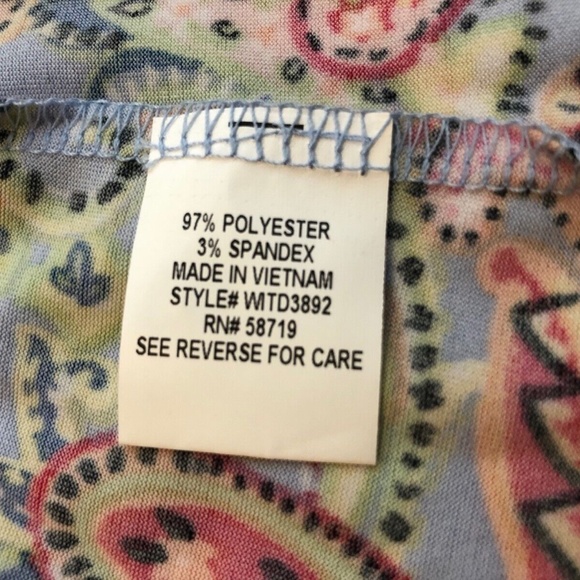 97% POLYESTER
3% SPANDEX
MADE IN VIETNAM
STYLE# WITD3892
RN# 58719
SEE REVERSE FOR CARE